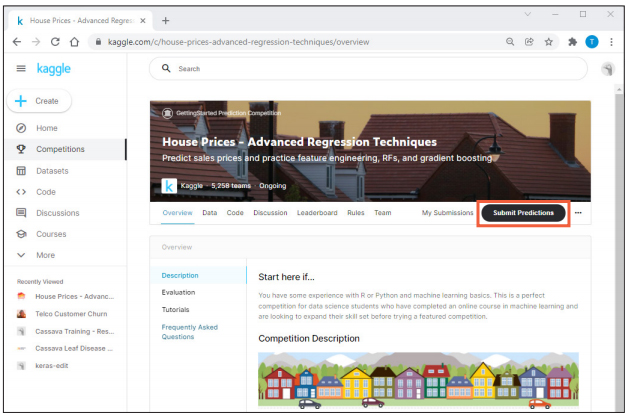 House Prices - Advanced Regres
kaggle.com/c/house-prices-advanced-regression-techniques/overview
T
kaggle
Search
Create
Home
Competitions
Datasets
Code
Discussions
Courses
More
Recently Viewed
House Prices - Advanc...
Telco Customer Churn
Cassava Training - Res...
Cassava Leaf Disease ...
keras-edit
GettingStarted Prediction Competition
House Prices - Advanced Regression Techniques
Predict sales prices and practice feature engineering, RFs, and gradient boosting
k Kaggle · 5,258 teams · Ongoing
Overview Data Code Discussion Leaderboard Rules Team My Submissions Submit Predictions ...
Overview
Description
Evaluation
Tutorials
Frequently Asked
Questions
Start here if...
You have some experience with R or Python and machine learning basics. This is a perfect
competition for data science students who have completed an online course in machine learning and
are looking to expand their skill set before trying a featured competition.
Competition Description